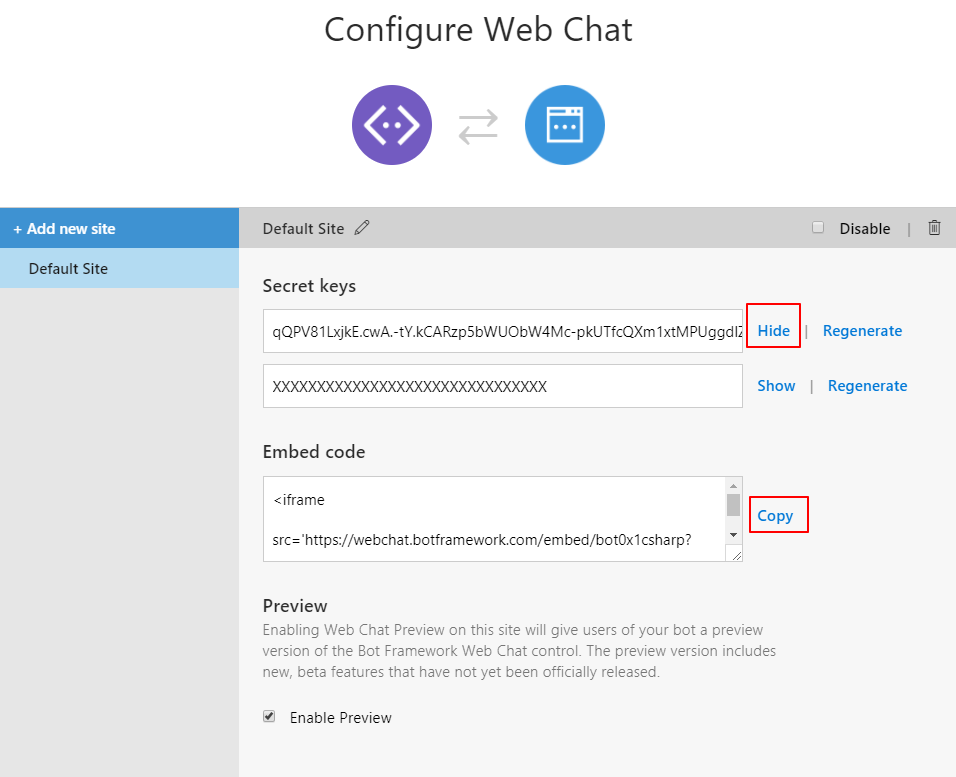 Configure Web Chat
+ Add new site
Default Site
Default Site
Disable
|
Secret keys
qQPV81LxjkE.cwA.-tY.kCARzp5bWUObW4Mc-pkUTfcQXm1xtMPUggdI
Hide | Regenerate
XXXXXXXXXXXXXXXXXXXXXXXXXXXXXXX
Show | Regenerate
Embed code
<iframe
src='https://webchat.botframework.com/embed/bot0x1csharp?
Copy
Preview
Enabling Web Chat Preview on this site will give users of your bot a preview
version of the Bot Framework Web Chat control. The preview version includes
new, beta features that have not yet been officially released.
Enable Preview